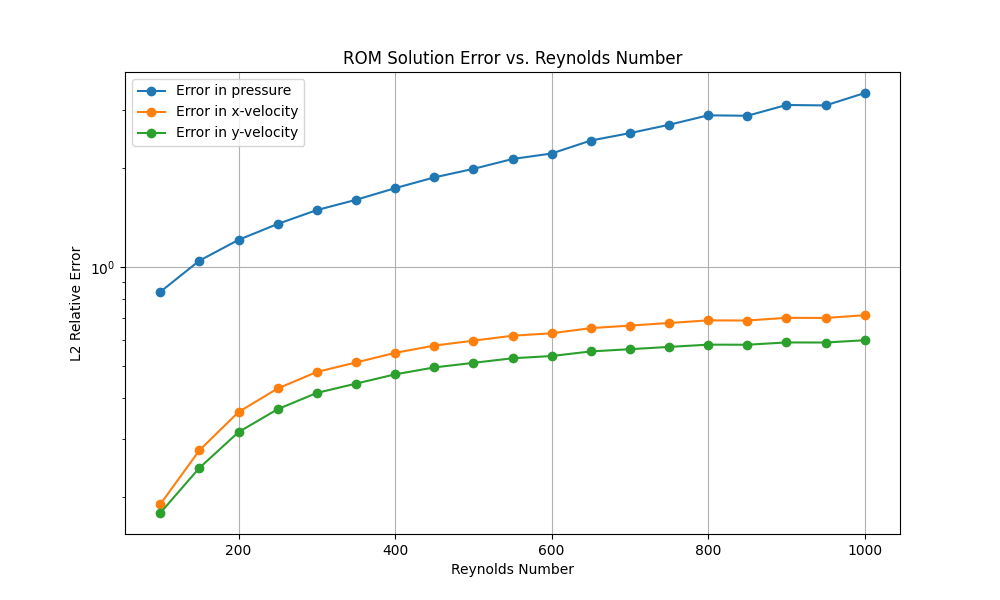 ROM Solution Error vs. Reynolds Number
Error in pressure
Error in x-velocity
Error in y-velocity
L2 Relative Error
10⁰
200 400 600 800 1000
Reynolds Number